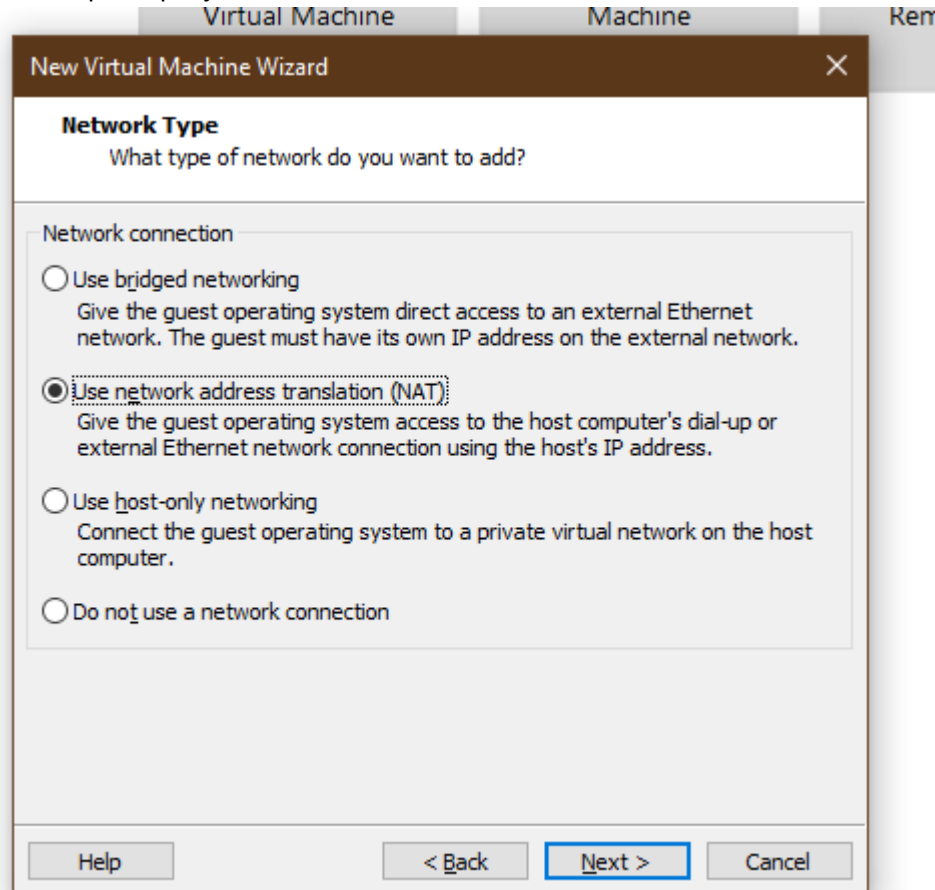 Virtual Machine Machine
New Virtual Machine Wizard
Network Type
What type of network do you want to add?
Network connection
Use bridged networking
Give the guest operating system direct access to an external Ethernet
network. The guest must have its own IP address on the external network.
Use network address translation (NAT)
Give the guest operating system access to the host computer's dial-up or
external Ethernet network connection using the host's IP address.
Use host-only networking
Connect the guest operating system to a private virtual network on the host
computer.
Do not use a network connection
Help < Back Next > Cancel